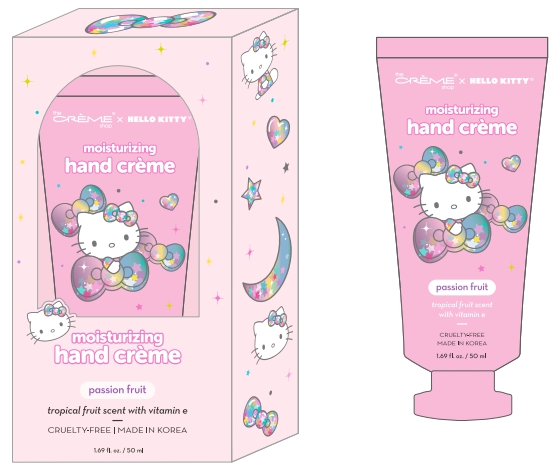 the
CRÈME® × HELLO KITTY®
shop
moisturizing
hand crème
moisturizing
hand crème
passion fruit
tropical fruit scent with vitamin e
CRUELTY-FREE | MADE IN KOREA
1.69 fl. oz. / 50 ml
the
CRÈME® × HELLO KITTY®
shop
moisturizing
hand crème
passion fruit
tropical fruit scent
with vitamin e
CRUELTY-FREE
MADE IN KOREA
1.69 fl. oz. / 50 ml